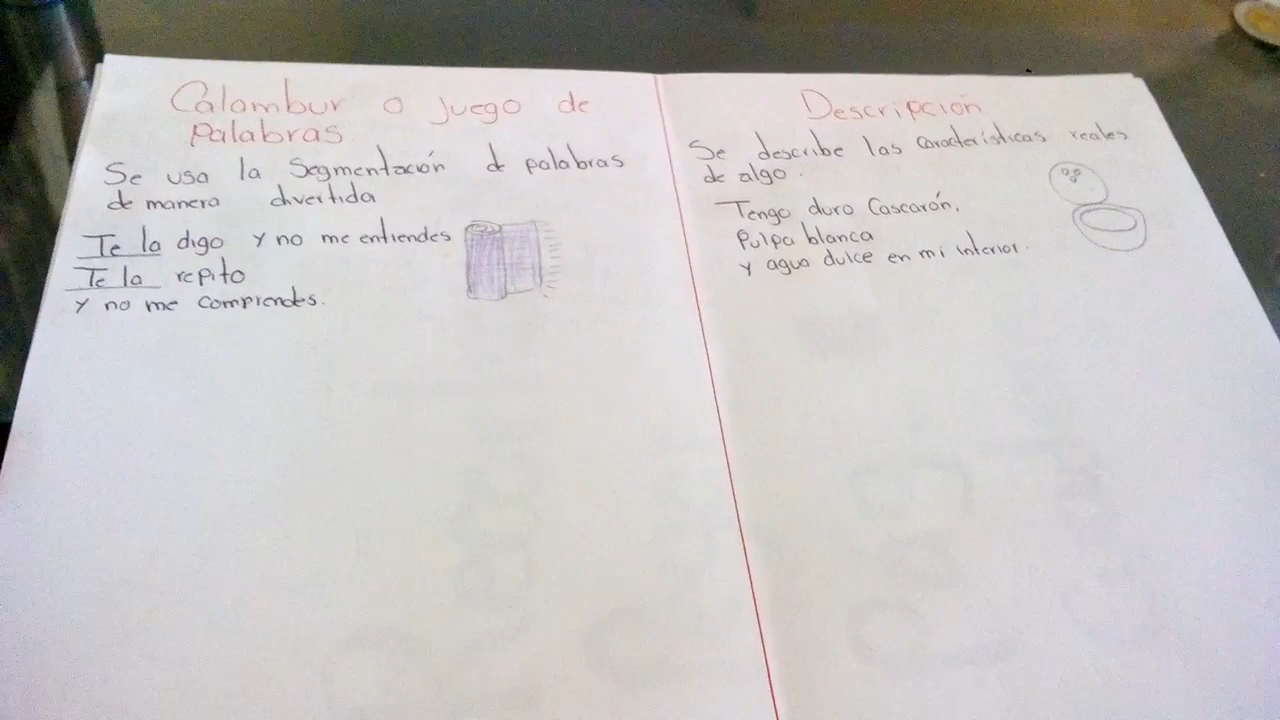 Calambur o juego de
palabras
Se usa la segmentación d palabras
de manera divertida
Te la digo y no me entiendes
Te la repito
y no me comprendes.
Descripción
Se describe las características reales
de algo.
Tengo duro Cascarón,
Pulpa blanca
y agua dulce en mi interior.